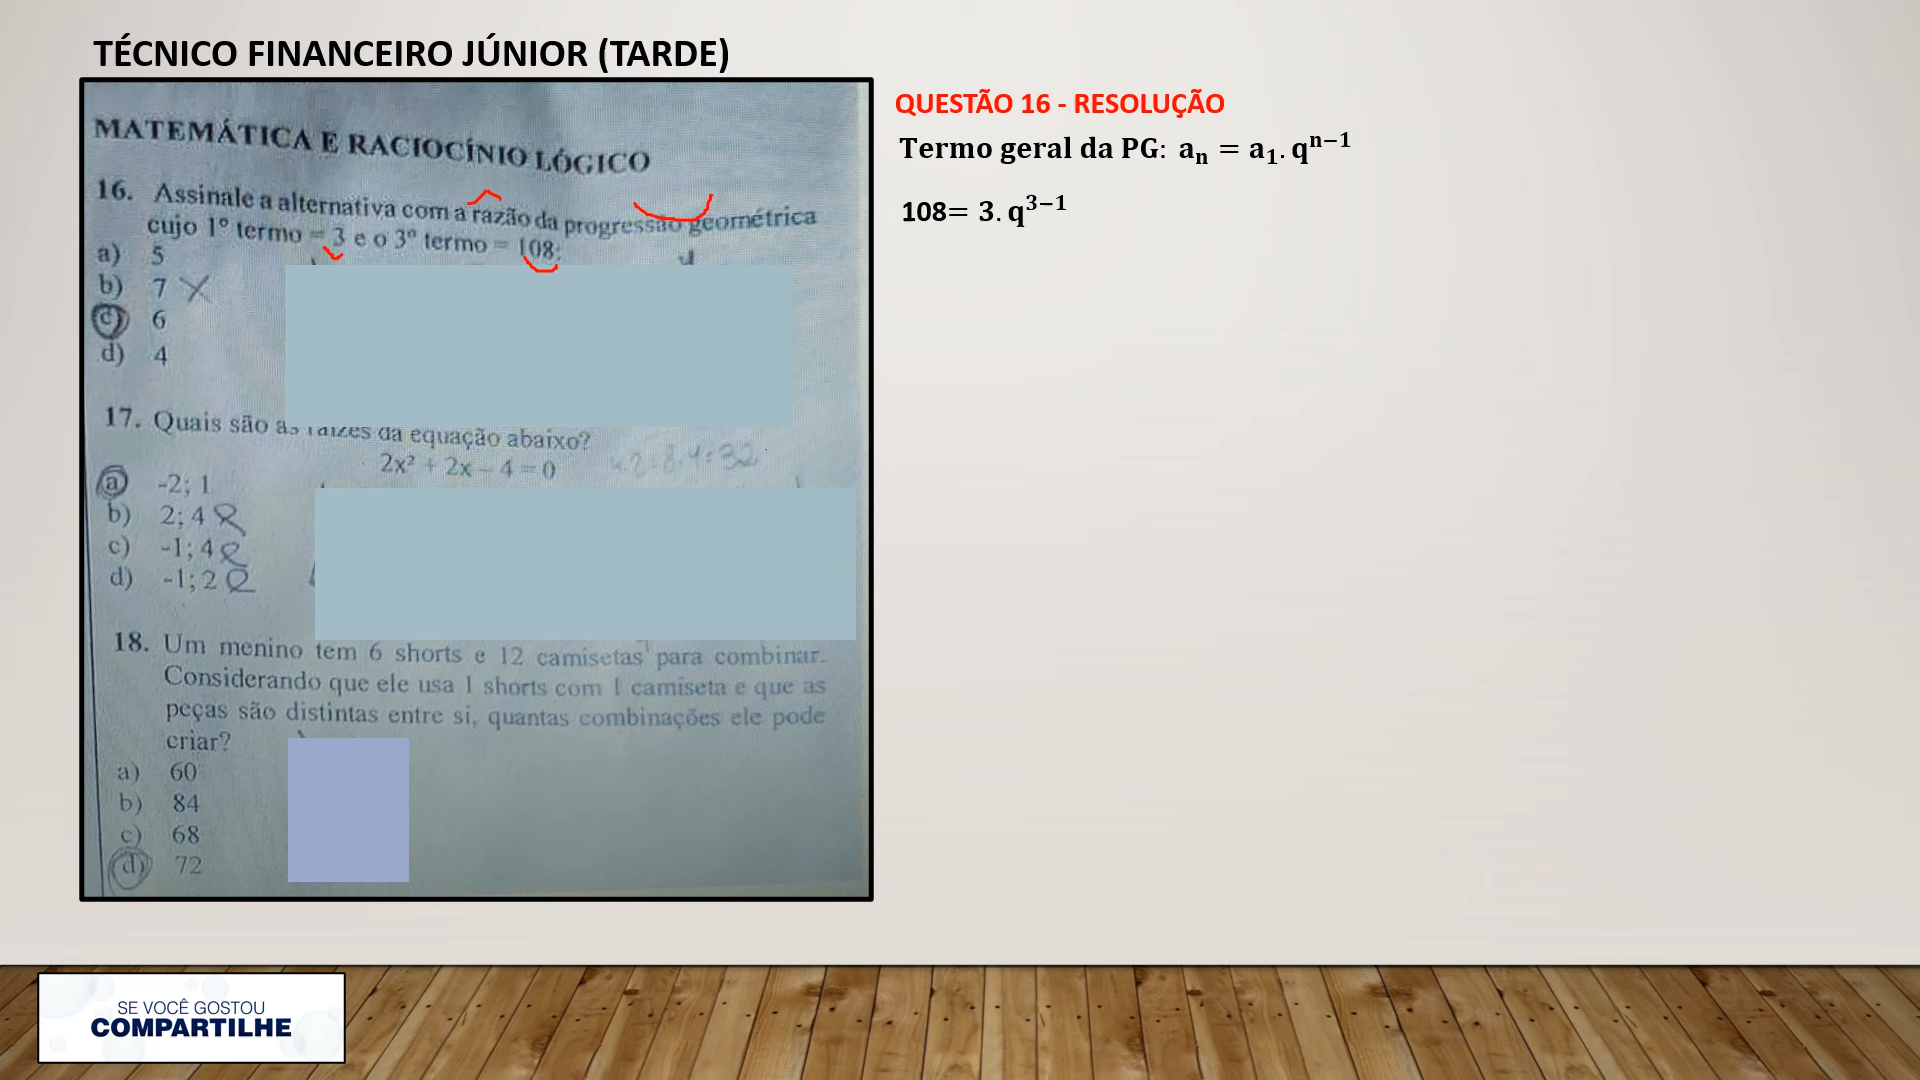 TÉCNICO FINANCEIRO JÚNIOR (TARDE)
MATEMÁTICA E RACIOCÍNIO LÓGICO
16. Assinale a alternativa com a razão da progressão geométrica
cujo 1º termo = 3 e o 3º termo = 108:
a) 5
b) 7
c) 6
d) 4
17. Quais são as raízes da equação abaixo?
2x² + 2x – 4 = 0
a) -2; 1
b) 2; 4
c) -1; 4
d) -1; 2
18. Um menino tem 6 shorts e 12 camisetas para combinar.
Considerando que ele usa 1 shorts com 1 camiseta e que as
peças são distintas entre si, quantas combinações ele pode
criar?
a) 60
b) 84
c) 68
d) 72
QUESTÃO 16 - RESOLUÇÃO
Termo geral da PG: aₙ = a₁. qⁿ⁻¹
108= 3. q³⁻¹
SE VOCÊ GOSTOU
COMPARTILHE